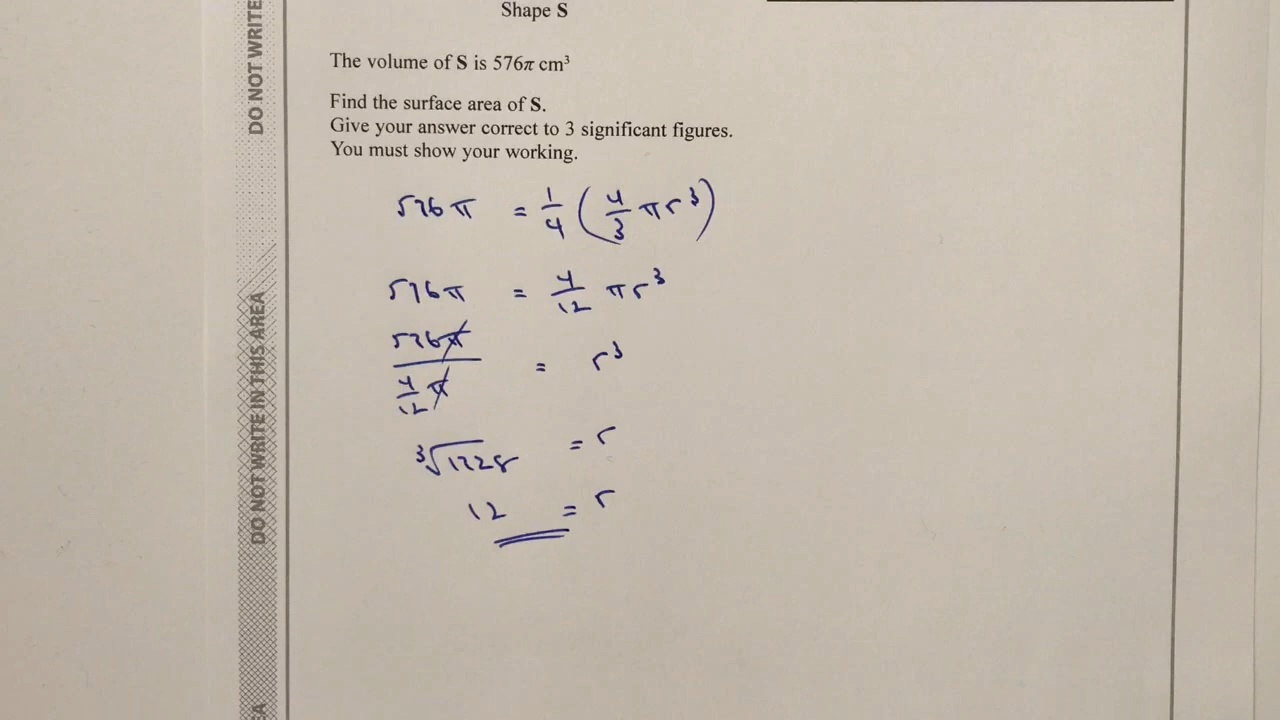 Shape S
DO NOT WRITE
The volume of S is 576π cm³
Find the surface area of S.
Give your answer correct to 3 significant figures.
You must show your working.
576π = 1/4 (4/3 πr³)
576π = 4/12 πr³
576π / 4/12 π = r³
DO NOT WRITE IN THIS AREA
³√1728 = r
12 = r
EA